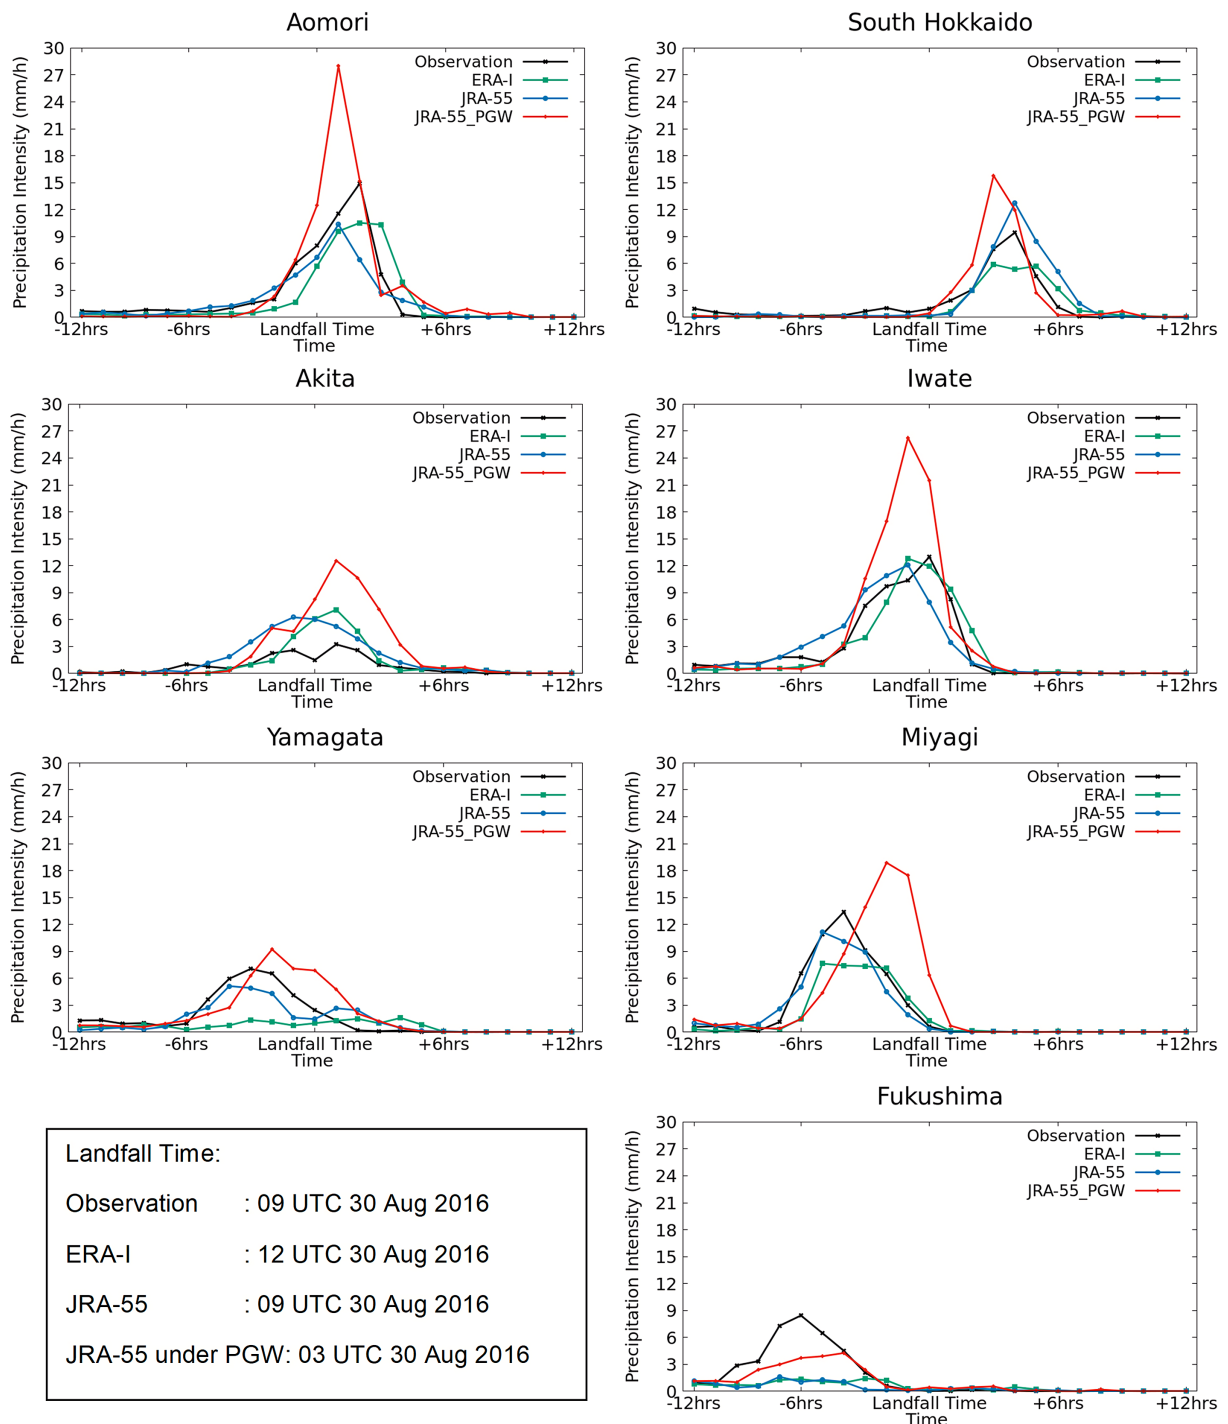 Aomori
Precipitation Intensity (mm/h)
30
27
24
21
18
15
12
9
6
3
0
Observation
ERA-I
JRA-55
JRA-55_PGW
-12hrs -6hrs Landfall Time +6hrs +12hrs
Time
South Hokkaido
Precipitation Intensity (mm/h)
30
27
24
21
18
15
12
9
6
3
0
Observation
ERA-I
JRA-55
JRA-55_PGW
-12hrs -6hrs Landfall Time +6hrs +12hrs
Time
Akita
Precipitation Intensity (mm/h)
30
27
24
21
18
15
12
9
6
3
0
Observation
ERA-I
JRA-55
JRA-55_PGW
-12hrs -6hrs Landfall Time +6hrs +12hrs
Time
Iwate
Precipitation Intensity (mm/h)
30
27
24
21
18
15
12
9
6
3
0
Observation
ERA-I
JRA-55
JRA-55_PGW
-12hrs -6hrs Landfall Time +6hrs +12hrs
Time
Yamagata
Precipitation Intensity (mm/h)
30
27
24
21
18
15
12
9
6
3
0
Observation
ERA-I
JRA-55
JRA-55_PGW
-12hrs -6hrs Landfall Time +6hrs +12hrs
Time
Miyagi
Precipitation Intensity (mm/h)
30
27
24
21
18
15
12
9
6
3
0
Observation
ERA-I
JRA-55
JRA-55_PGW
-12hrs -6hrs Landfall Time +6hrs +12hrs
Time
Landfall Time:
Observation : 09 UTC 30 Aug 2016
ERA-I : 12 UTC 30 Aug 2016
JRA-55 : 09 UTC 30 Aug 2016
JRA-55 under PGW: 03 UTC 30 Aug 2016
Fukushima
Precipitation Intensity (mm/h)
30
27
24
21
18
15
12
9
6
3
0
Observation
ERA-I
JRA-55
JRA-55_PGW
-12hrs -6hrs Landfall Time +6hrs +12hrs
Time